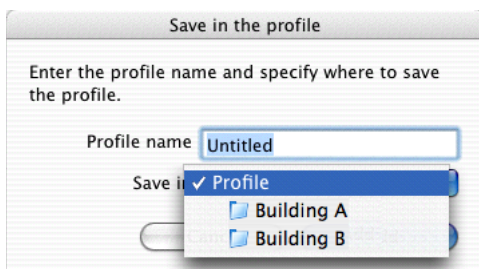 Save in the profile
Enter the profile name and specify where to save
the profile.
Profile name Untitled
Save i ✓ Profile
Building A
Building B